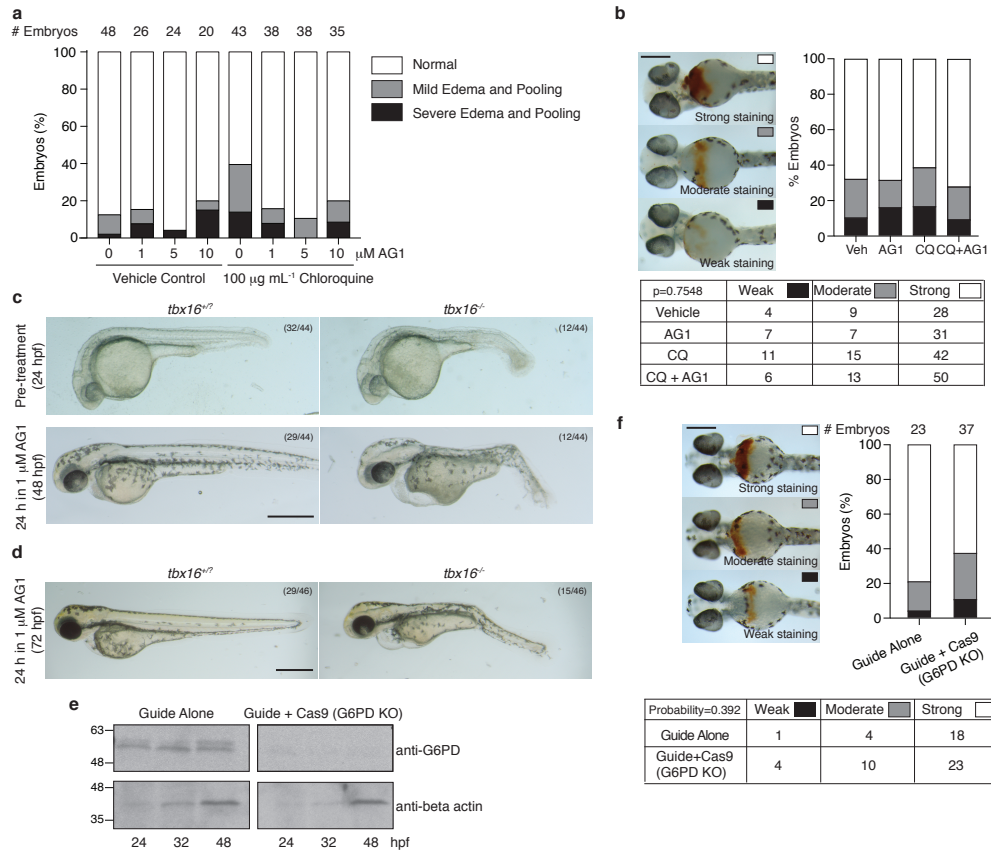 a
# Embryos 48 26 24 20 43 38 38 35
100
80
60
40
20
0
Embryos (%)
Normal
Mild Edema and Pooling
Severe Edema and Pooling
0 1 5 10 0 1 5 10 μM AG1
Vehicle Control 100 μg mL⁻¹ Chloroquine
b
Strong staining
Moderate staining
Weak staining
100
80
60
40
20
0
% Embryos
Veh AG1 CQ CQ+AG1
p=0.7548 Weak Moderate Strong
Vehicle 4 9 28
AG1 7 7 31
CQ 11 15 42
CQ + AG1 6 13 50
c
tbx16+/? tbx16-/-
Pre-treatment
(24 hpf)
(32/44) (12/44)
24 h in 1 μM AG1
(48 hpf)
(29/44) (12/44)
d
tbx16+/? tbx16-/-
24 h in 1 μM AG1
(72 hpf)
(29/46) (15/46)
e
Guide Alone Guide + Cas9 (G6PD KO)
63
48
anti-G6PD
48
35
anti-beta actin
24 32 48 24 32 48 hpf
f
Strong staining
Moderate staining
Weak staining
# Embryos 23 37
100
80
60
40
20
0
Embryos (%)
Guide Alone
Guide + Cas9
(G6PD KO)
Probability=0.392 Weak Moderate Strong
Guide Alone 1 4 18
Guide+Cas9
(G6PD KO) 4 10 23